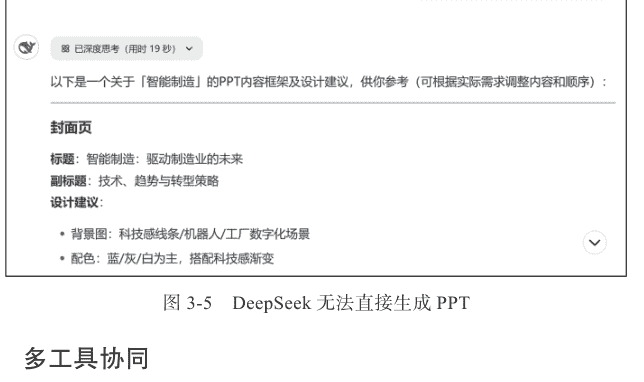 已深度思考（用时 19 秒）
以下是一个关于「智能制造」的PPT内容框架及设计建议，供你参考（可根据实际需求调整内容和顺序）：
封面页
标题：智能制造：驱动制造业的未来
副标题：技术、趋势与转型策略
设计建议：
• 背景图：科技感线条/机器人/工厂数字化场景
• 配色：蓝/灰/白为主，搭配科技感渐变
图 3-5 DeepSeek 无法直接生成 PPT
多工具协同